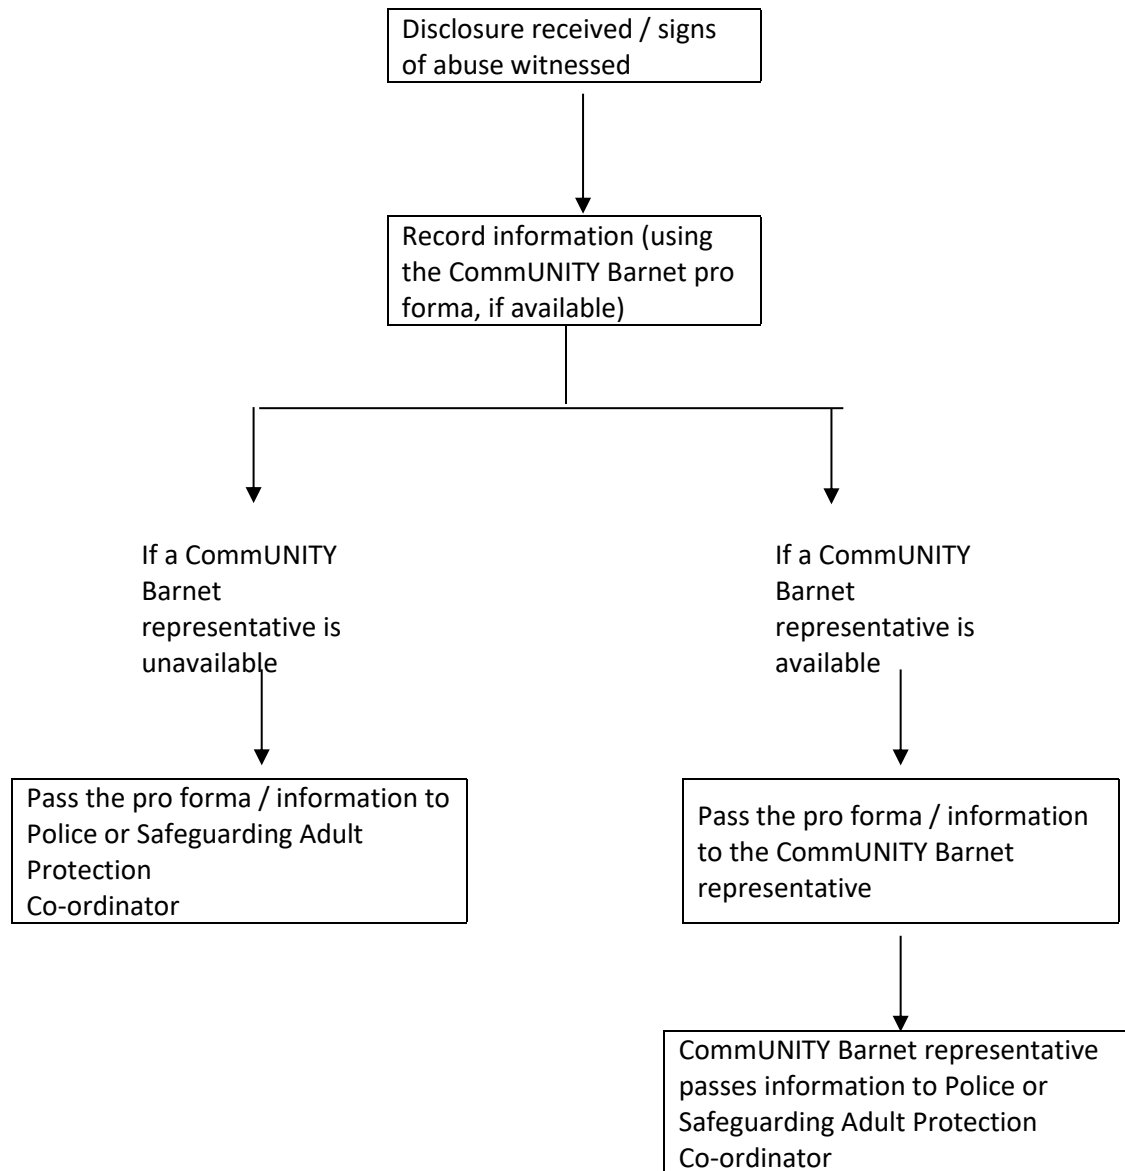 Disclosure received / signs
of abuse witnessed
Record information (using
the CommUNITY Barnet pro
forma, if available)
If a CommUNITY
Barnet
representative is
unavailable
If a CommUNITY
Barnet
representative is
available
Pass the pro forma / information to
Police or Safeguarding Adult
Protection
Co-ordinator
Pass the pro forma / information
to the CommUNITY Barnet
representative
CommUNITY Barnet representative
passes information to Police or
Safeguarding Adult Protection
Co-ordinator